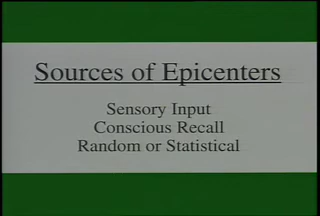 Sources of Epicenters
Sensory Input
Conscious Recall
Random or Statistical